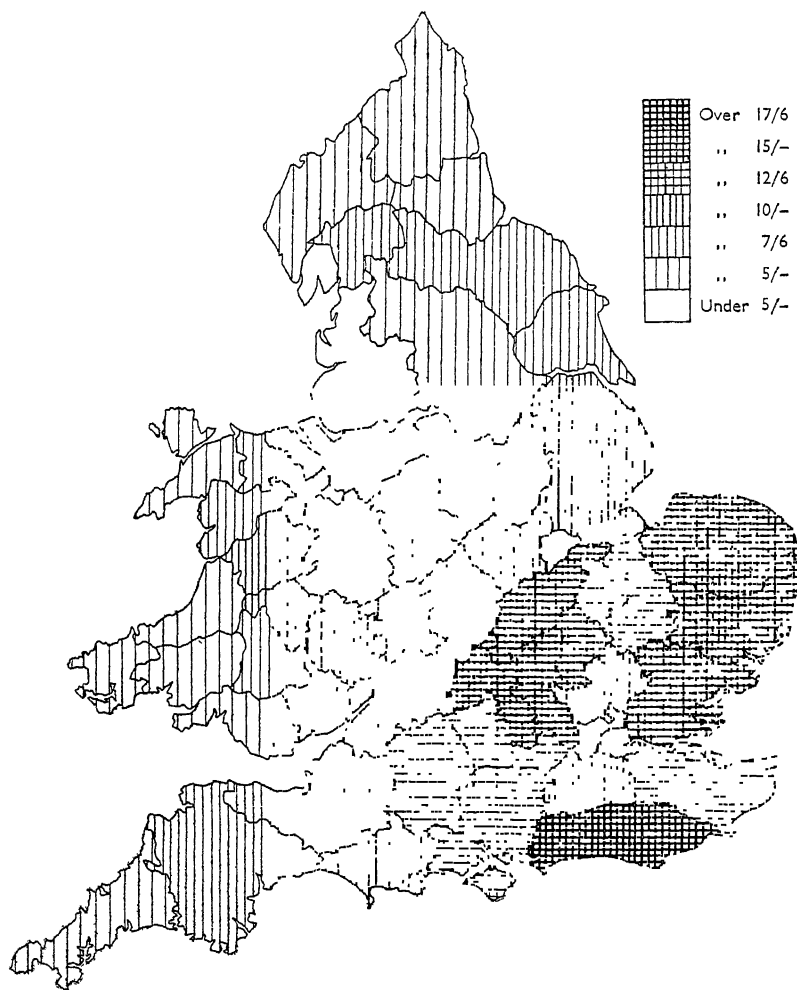 Over 17/6
,, 15/-
,, 12/6
,, 10/-
,, 7/6
,, 5/-
Under 5/-